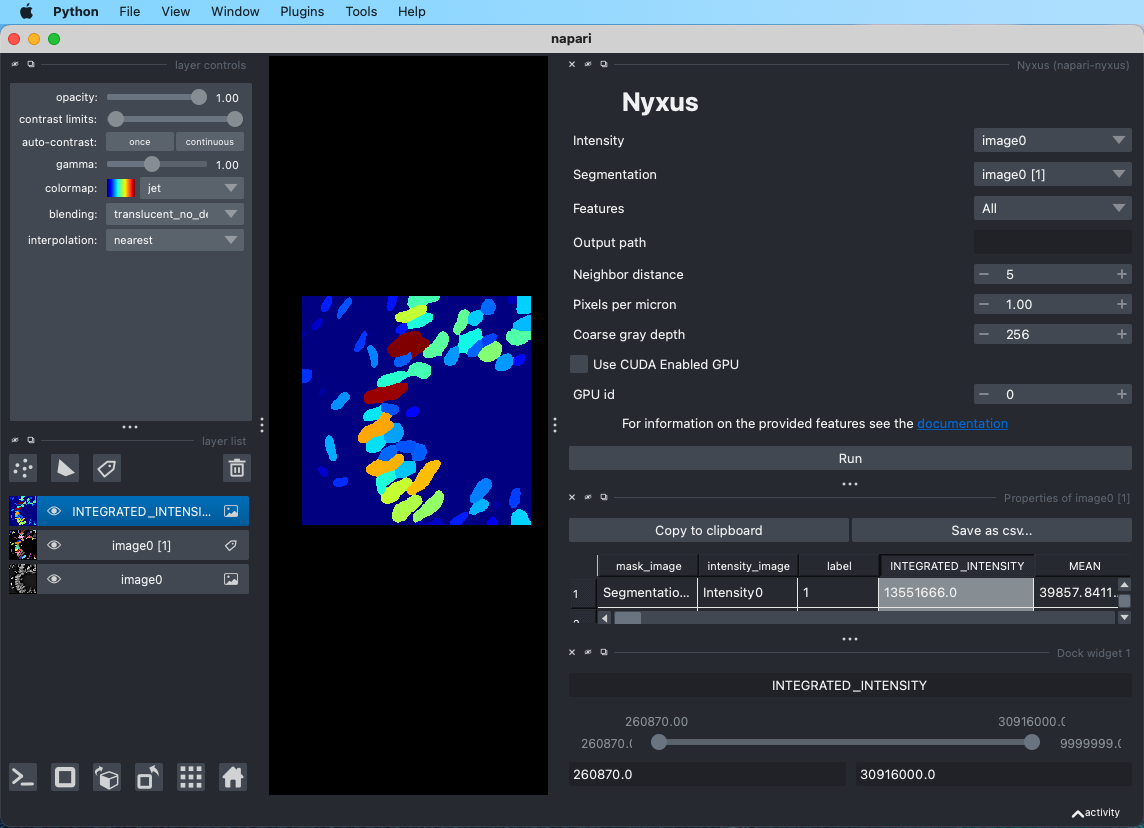 Python File View Window Plugins Tools Help
napari
layer controls
opacity: 1.00
contrast limits:
auto-contrast: once continuous
gamma: 1.00
colormap: jet
blending: translucent_no_de
interpolation: nearest
layer list
INTEGRATED_INTENSI...
image0 [1]
image0
Nyxus (napari-nyxus)
Nyxus
Intensity image0
Segmentation image0 [1]
Features All
Output path
Neighbor distance − 5 +
Pixels per micron − 1.00 +
Coarse gray depth − 256 +
Use CUDA Enabled GPU
GPU id − 0 +
For information on the provided features see the documentation
Run
Properties of image0 [1]
Copy to clipboard Save as csv...
mask_image intensity_image label INTEGRATED_INTENSITY MEAN
1 Segmentatio... Intensity0 1 13551666.0 39857.8411...
Dock widget 1
INTEGRATED_INTENSITY
260870.00 30916000.0
260870.0 9999999.0
260870.0 30916000.0
activity